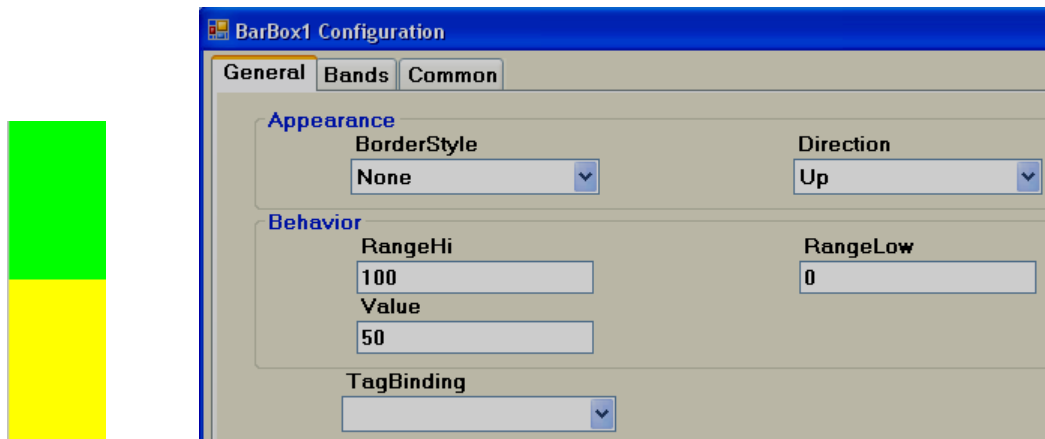 BarBox1 Configuration
General Bands Common
Appearance
BorderStyle Direction
None Up
Behavior
RangeHi RangeLow
100 0
Value
50
TagBinding